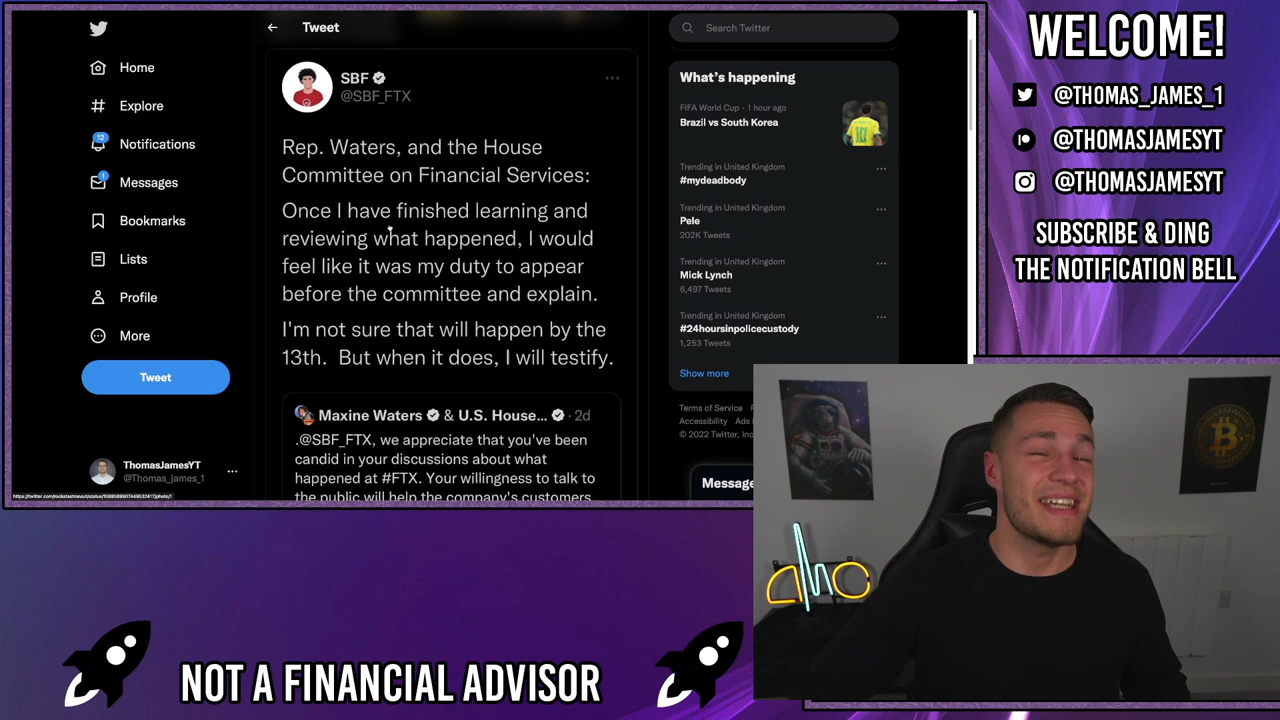 Tweet
Home
Explore
12
Notifications
1
Messages
Bookmarks
Lists
Profile
More
Tweet
ThomasJamesYT
@Thomas_james_1
SBF
@SBF_FTX
Rep. Waters, and the House
Committee on Financial Services:
Once I have finished learning and
reviewing what happened, I would
feel like it was my duty to appear
before the committee and explain.
I'm not sure that will happen by the
13th. But when it does, I will testify.
Maxine Waters & U.S. House... · 2d
.@SBF_FTX, we appreciate that you've been
candid in your discussions about what
happened at #FTX. Your willingness to talk to
the public will help the company's customers
Search Twitter
What's happening
FIFA World Cup · 1 hour ago
Brazil vs South Korea
Trending in United Kingdom
#mydeadbody
Trending in United Kingdom
Pele
202K Tweets
Trending in United Kingdom
Mick Lynch
6,497 Tweets
Trending in United Kingdom
#24hoursinpolicecustody
1,253 Tweets
Show more
Terms of Service
Accessibility
© 2022 Twitter,
Message
WELCOME!
@THOMAS_JAMES_1
@THOMASJAMESYT
@THOMASJAMESYT
SUBSCRIBE & DING
THE NOTIFICATION BELL
NOT A FINANCIAL ADVISOR